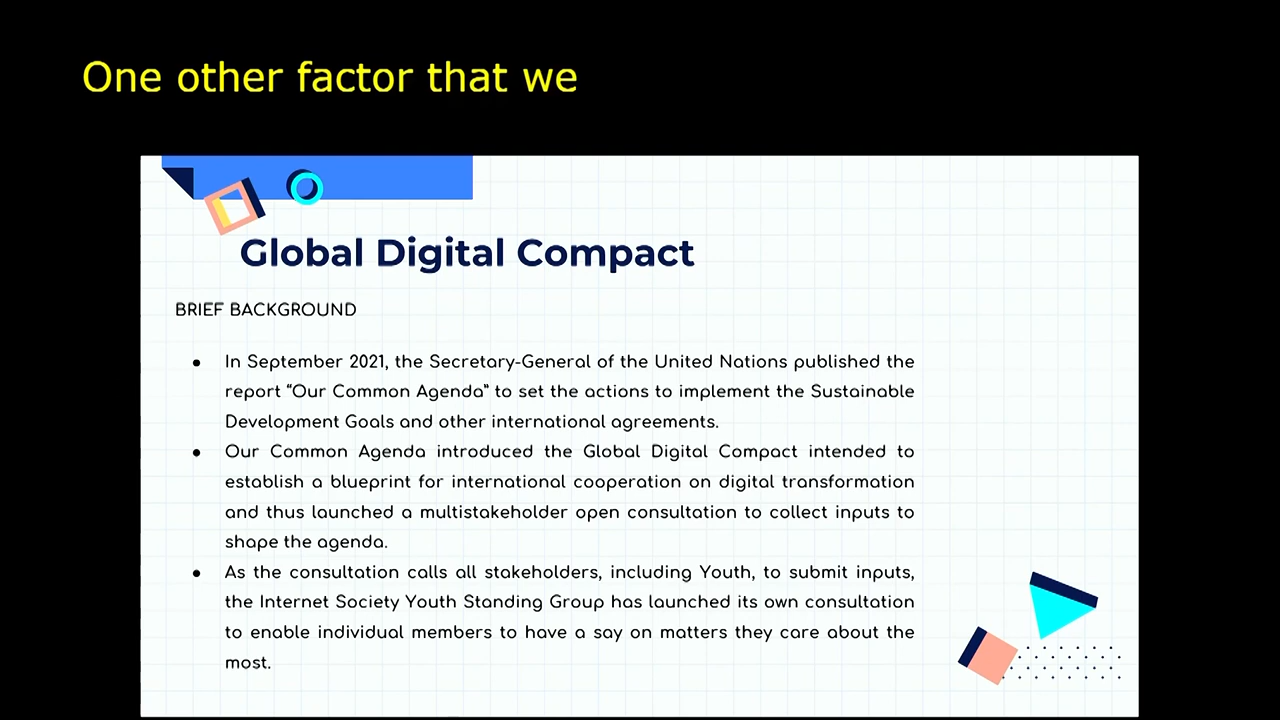 One other factor that we
Global Digital Compact
BRIEF BACKGROUND
● In September 2021, the Secretary-General of the United Nations published the
report “Our Common Agenda” to set the actions to implement the Sustainable
Development Goals and other international agreements.
● Our Common Agenda introduced the Global Digital Compact intended to
establish a blueprint for international cooperation on digital transformation
and thus launched a multistakeholder open consultation to collect inputs to
shape the agenda.
● As the consultation calls all stakeholders, including Youth, to submit inputs,
the Internet Society Youth Standing Group has launched its own consultation
to enable individual members to have a say on matters they care about the
most.